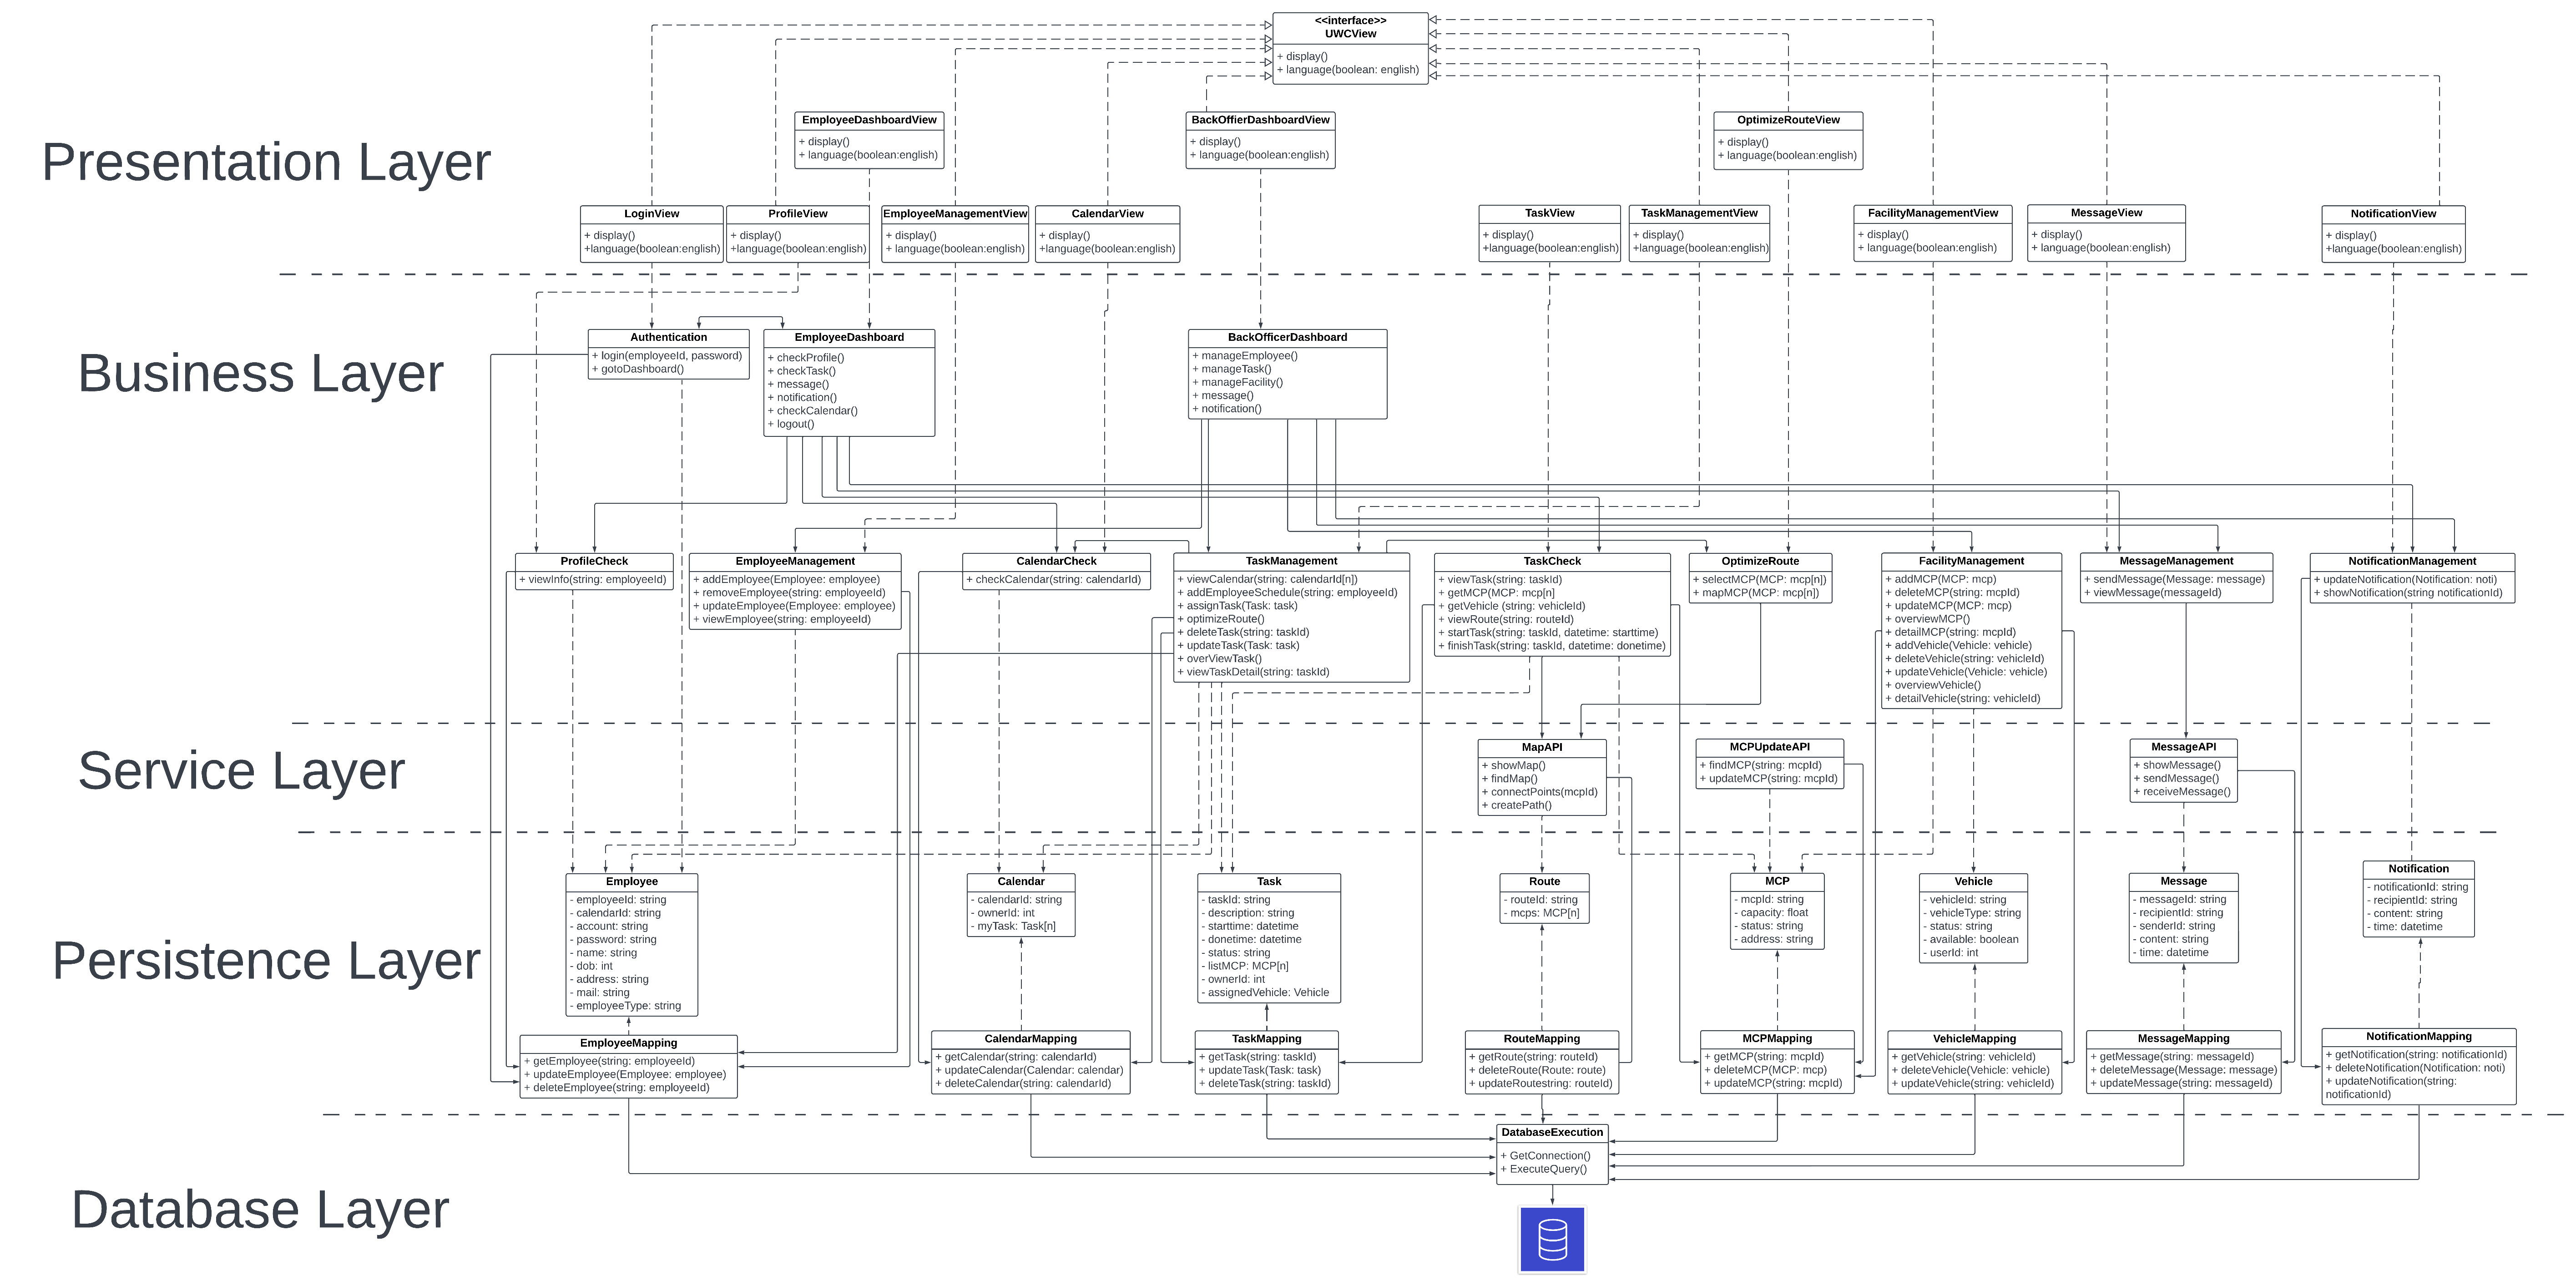 <<interface>>
UWCView
+ display()
+ language(boolean: english)
Presentation Layer
EmployeeDashboardView
+ display()
+ language(boolean:english)
BackOffierDashboardView
+ display()
+ language(boolean:english)
OptimizeRouteView
+ display()
+ language(boolean:english)
LoginView
+ display()
+language(boolean:english)
ProfileView
+ display()
+language(boolean:english)
EmployeeManagementView
+ display()
+ language(boolean:english)
CalendarView
+ display()
+language(boolean:english)
TaskView
+ display()
+language(boolean:english)
TaskManagementView
+ display()
+language(boolean:english)
FacilityManagementView
+ display()
+ language(boolean:english)
MessageView
+ display()
+ language(boolean:english)
NotificationView
+ display()
+language(boolean:english)
Business Layer
Authentication
+ login(employeeId, password)
+ gotoDashboard()
EmployeeDashboard
+ checkProfile()
+ checkTask()
+ message()
+ notification()
+ checkCalendar()
+ logout()
BackOfficerDashboard
+ manageEmployee()
+ manageTask()
+ manageFacility()
+ message()
+ notification()
ProfileCheck
+ viewInfo(string: employeeId)
EmployeeManagement
+ addEmployee(Employee: employee)
+ removeEmployee(string: employeeId)
+ updateEmployee(Employee: employee)
+ viewEmployee(string: employeeId)
CalendarCheck
+ checkCalendar(string: calendarId)
TaskManagement
+ viewCalendar(string: calendarId[n])
+ addEmployeeSchedule(string: employeeId)
+ assignTask(Task: task)
+ optimizeRoute()
+ deleteTask(string: taskId)
+ updateTask(Task: task)
+ overViewTask()
+ viewTaskDetail(string: taskId)
TaskCheck
+ viewTask(string: taskId)
+ getMCP(MCP: mcp[n]
+ getVehicle (string: vehicleId)
+ viewRoute(string: routeId)
+ startTask(string: taskId, datetime: starttime)
+ finishTask(string: taskId, datetime: donetime)
OptimizeRoute
+ selectMCP(MCP: mcp[n])
+ mapMCP(MCP: mcp[n])
FacilityManagement
+ addMCP(MCP: mcp)
+ deleteMCP(string: mcpId)
+ updateMCP(MCP: mcp)
+ overviewMCP()
+ detailMCP(string: mcpId)
+ addVehicle(Vehicle: vehicle)
+ deleteVehicle(string: vehicleId)
+ updateVehicle(Vehicle: vehicle)
+ overviewVehicle()
+ detailVehicle(string: vehicleId)
MessageManagement
+ sendMessage(Message: message)
+ viewMessage(messageId)
NotificationManagement
+ updateNotification(Notification: noti)
+ showNotification(string notificationId)
Service Layer
MapAPI
+ showMap()
+ findMap()
+ connectPoints(mcpId)
+ createPath()
MCPUpdateAPI
+ findMCP(string: mcpId)
+ updateMCP(string: mcpId)
MessageAPI
+ showMessage()
+ sendMessage()
+ receiveMessage()
Persistence Layer
Employee
- employeeId: string
- calendarId: string
- account: string
- password: string
- name: string
- dob: int
- address: string
- mail: string
- employeeType: string
Calendar
- calendarId: string
- ownerId: int
- myTask: Task[n]
Task
- taskId: string
- description: string
- starttime: datetime
- donetime: datetime
- status: string
- listMCP: MCP[n]
- ownerId: int
- assignedVehicle: Vehicle
Route
- routeId: string
- mcps: MCP[n]
MCP
- mcpId: string
- capacity: float
- status: string
- address: string
Vehicle
- vehicleId: string
- vehicleType: string
- status: string
- available: boolean
- userId: int
Message
- messageId: string
- recipientId: string
- senderId: string
- content: string
- time: datetime
Notification
- notificationId: string
- recipientId: string
- content: string
- time: datetime
EmployeeMapping
+ getEmployee(string: employeeId)
+ updateEmployee(Employee: employee)
+ deleteEmployee(string: employeeId)
CalendarMapping
+ getCalendar(string: calendarId)
+ updateCalendar(Calendar: calendar)
+ deleteCalendar(string: calendarId)
TaskMapping
+ getTask(string: taskId)
+ updateTask(Task: task)
+ deleteTask(string: taskId)
RouteMapping
+ getRoute(string: routeId)
+ deleteRoute(Route: route)
+ updateRoutestring: routeId)
MCPMapping
+ getMCP(string: mcpId)
+ deleteMCP(MCP: mcp)
+ updateMCP(string: mcpId)
VehicleMapping
+ getVehicle(string: vehicleId)
+ deleteVehicle(Vehicle: vehicle)
+ updateVehicle(string: vehicleId)
MessageMapping
+ getMessage(string: messageId)
+ deleteMessage(Message: message)
+ updateMessage(string: messageId)
NotificationMapping
+ getNotification(string: notificationId)
+ deleteNotification(Notification: noti)
+ updateNotification(string:
notificationId)
Database Layer
DatabaseExecution
+ GetConnection()
+ ExecuteQuery()